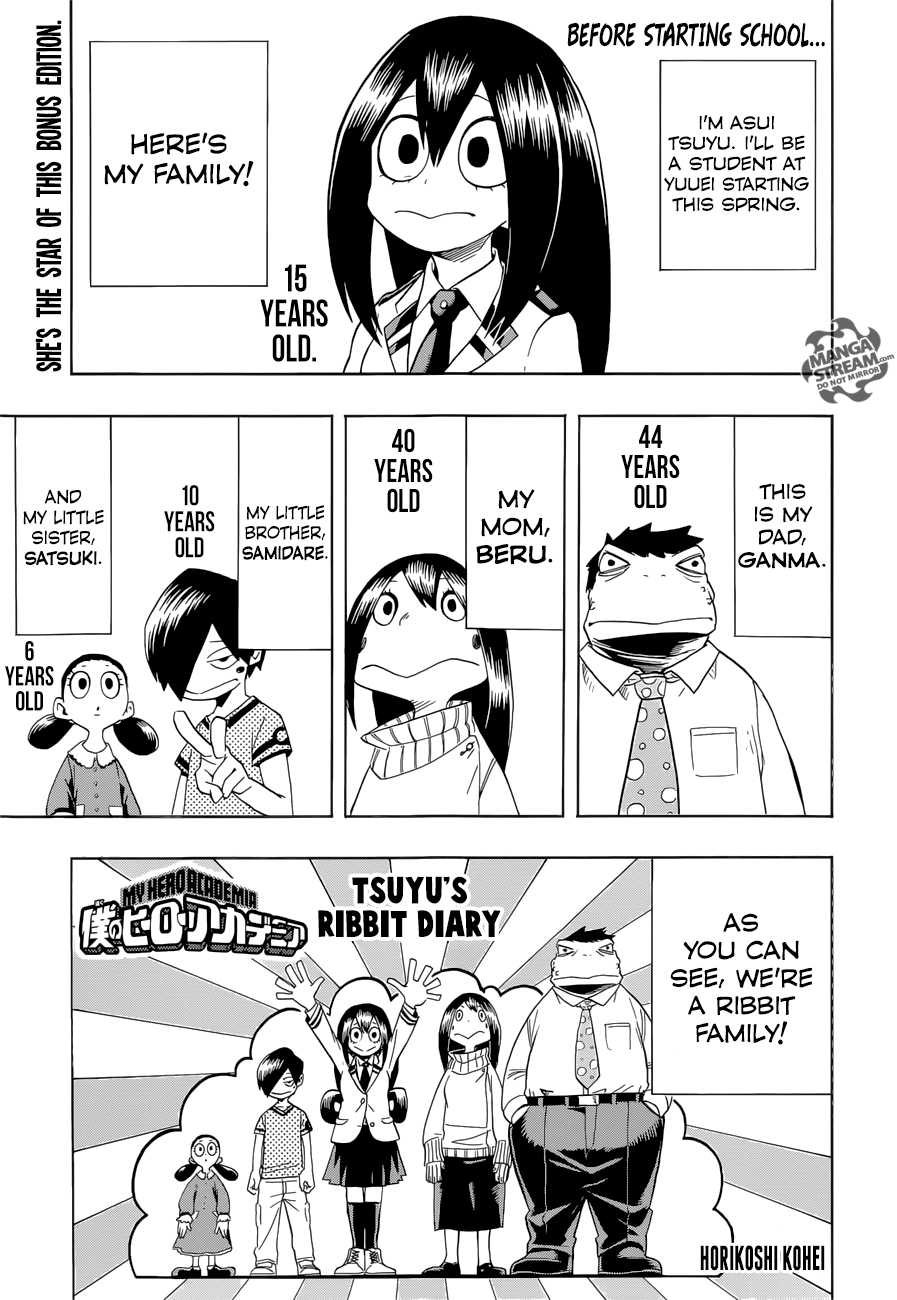 BEFORE STARTING SCHOOL...
I'M ASUI
TSUYU. I'LL BE
A STUDENT AT
YUUEI STARTING
THIS SPRING.
HERE'S
MY FAMILY!
15
YEARS
OLD.
SHE'S THE STAR OF THIS BONUS EDITION.
MANGA
STREAM.com
DO NOT MIRROR
THIS
IS MY
DAD,
GANMA.
44
YEARS
OLD
MY
MOM,
BERU.
40
YEARS
OLD
MY LITTLE
BROTHER,
SAMIDARE.
10
YEARS
OLD
AND
MY LITTLE
SISTER,
SATSUKI.
6
YEARS
OLD
AS
YOU CAN
SEE, WE'RE
A RIBBIT
FAMILY!
MY HERO ACADEMIA
僕のヒーローアカデミア
TSUYU'S
RIBBIT DIARY
HORIKOSHI KOHEI